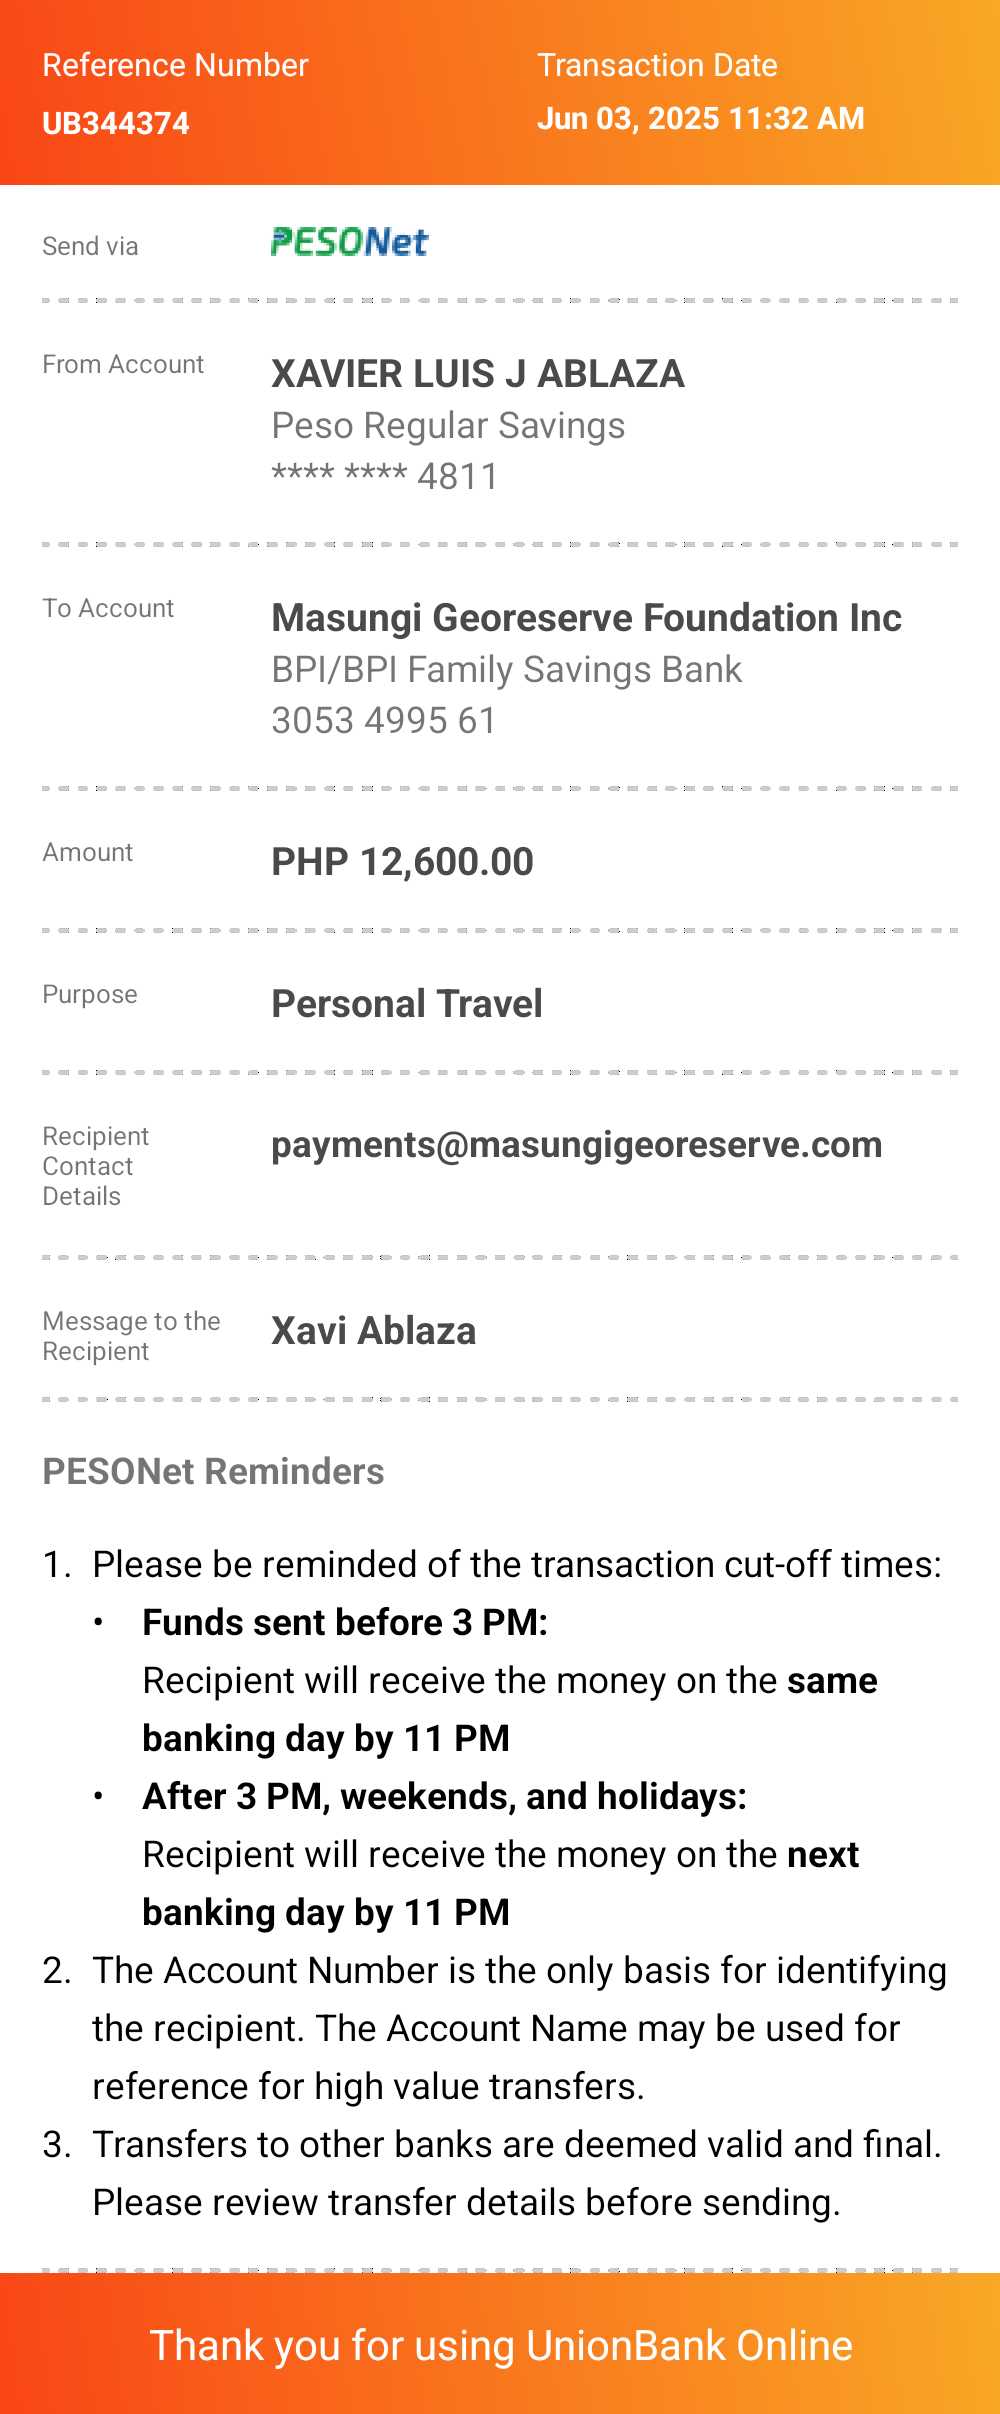 Reference Number
UB344374
Transaction Date
Jun 03, 2025 11:32 AM
Send via
PESONet
From Account
XAVIER LUIS J ABLAZA
Peso Regular Savings
**** **** 4811
To Account
Masungi Georeserve Foundation Inc
BPI/BPI Family Savings Bank
3053 4995 61
Amount
PHP 12,600.00
Purpose
Personal Travel
Recipient
Contact
Details
payments@masungigeoreserve.com
Message to the
Recipient
Xavi Ablaza
PESONet Reminders
1. Please be reminded of the transaction cut-off times:
• Funds sent before 3 PM:
Recipient will receive the money on the same
banking day by 11 PM
• After 3 PM, weekends, and holidays:
Recipient will receive the money on the next
banking day by 11 PM
2. The Account Number is the only basis for identifying
the recipient. The Account Name may be used for
reference for high value transfers.
3. Transfers to other banks are deemed valid and final.
Please review transfer details before sending.
Thank you for using UnionBank Online